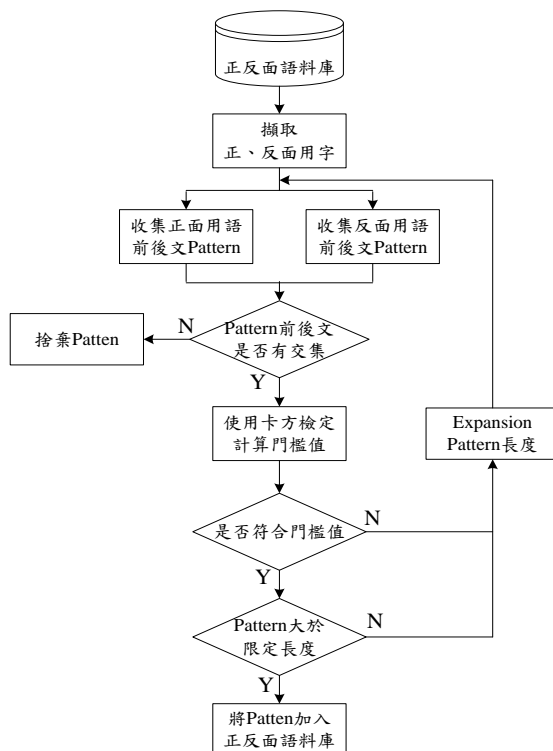 正反面語料庫
擷取
正、反面用字
收集正面用語
前後文Pattern
收集反面用語
前後文Pattern
Pattern前後文
是否有交集
N
捨棄Patten
Y
使用卡方檢定
計算門檻值
Expansion
Pattern長度
是否符合門檻值
N
Y
Pattern大於
限定長度
N
Y
將Patten加入
正反面語料庫